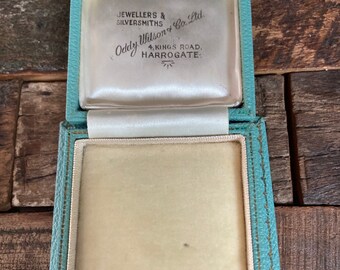 JEWELLERS &
SILVERSMITHS
Oddy Wilson & Co. Ltd.
4, KINGS ROAD,
HARROGATE.